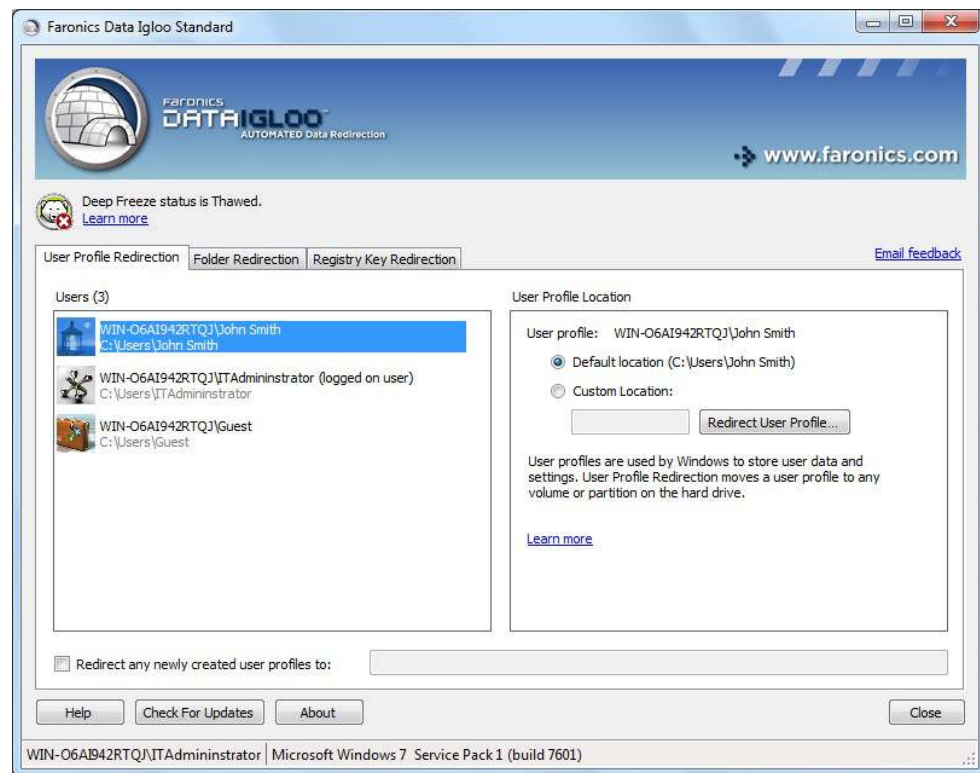 Faronics Data Igloo Standard
Faronics
DATAIGLOO™
AUTOMATED Data Redirection
www.faronics.com
Deep Freeze status is Thawed.
Learn more
User Profile Redirection
Folder Redirection
Registry Key Redirection
Email feedback
Users (3)
WIN-O6AI942RTQJ\John Smith
C:\Users\John Smith
WIN-O6AI942RTQJ\ITAdmininstrator (logged on user)
C:\Users\ITAdmininstrator
WIN-O6AI942RTQJ\Guest
C:\Users\Guest
User Profile Location
User profile: WIN-O6AI942RTQJ\John Smith
Default location (C:\Users\John Smith)
Custom Location:
Redirect User Profile...
User profiles are used by Windows to store user data and
settings. User Profile Redirection moves a user profile to any
volume or partition on the hard drive.
Learn more
Redirect any newly created user profiles to:
Help
Check For Updates
About
Close
WIN-O6AI942RTQJ\ITAdmininstrator
Microsoft Windows 7 Service Pack 1 (build 7601)